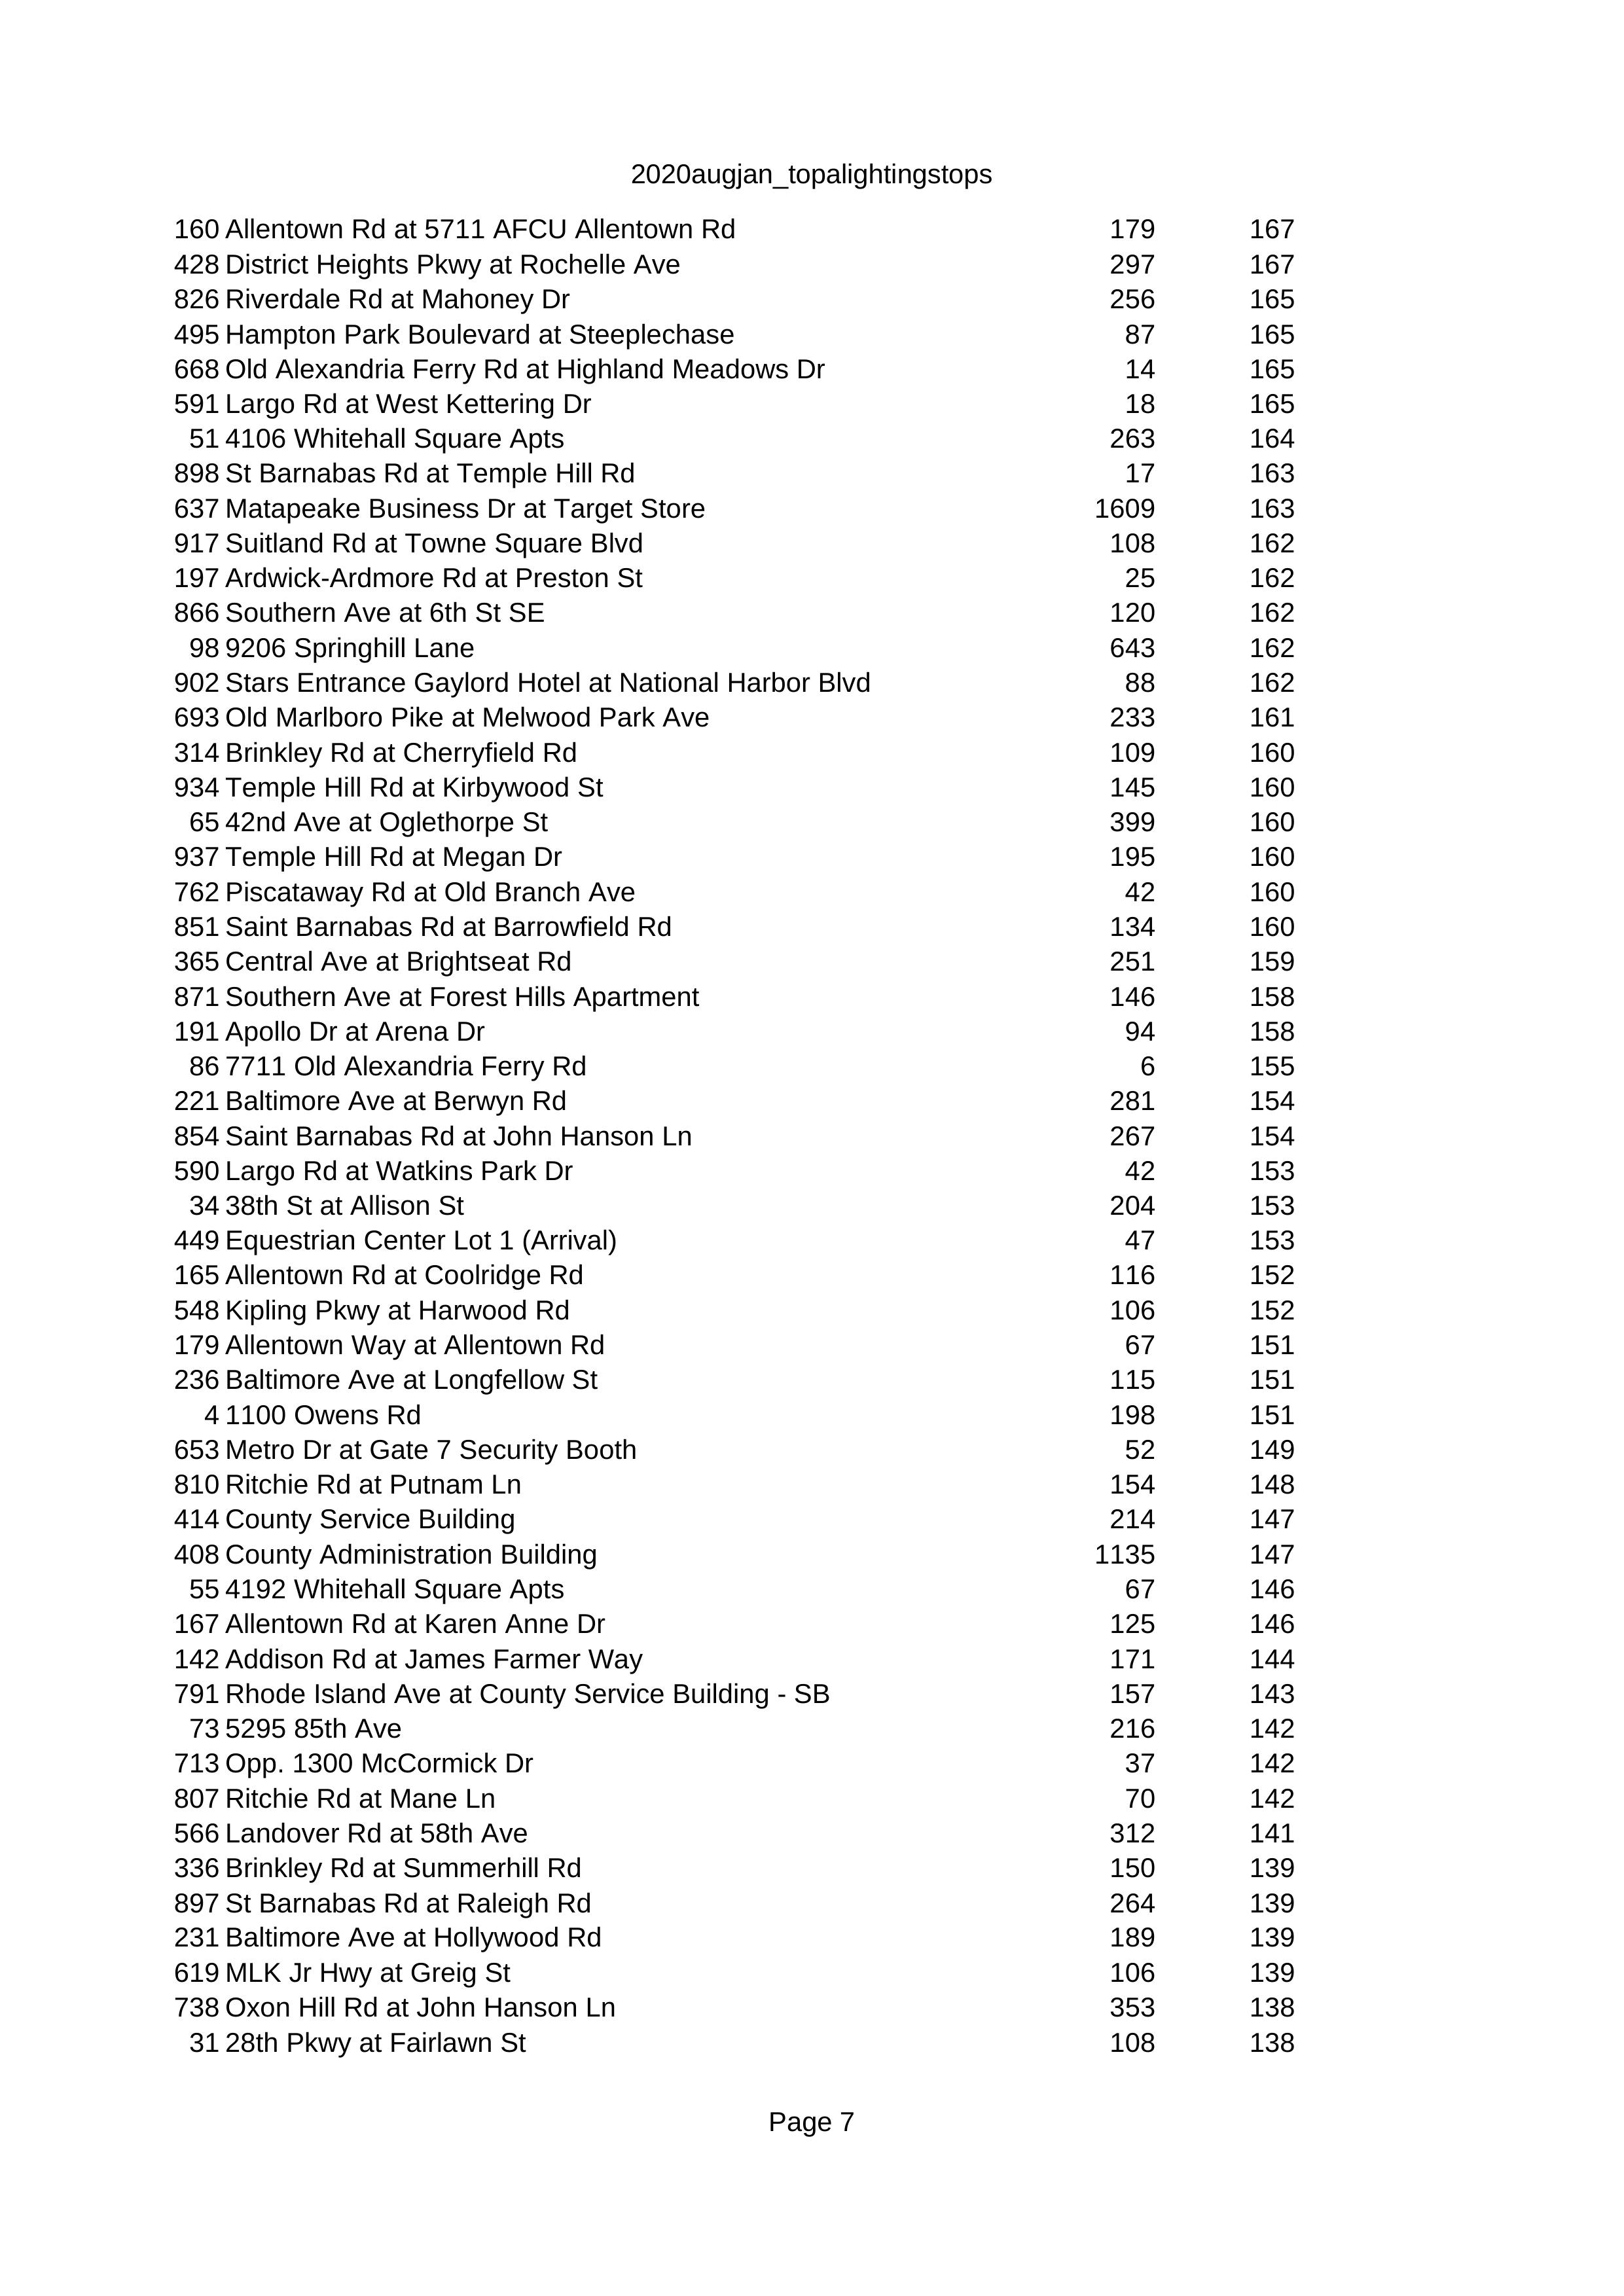 2020augjan_topalightingstops
160 Allentown Rd at 5711 AFCU Allentown Rd 179 167
428 District Heights Pkwy at Rochelle Ave 297 167
826 Riverdale Rd at Mahoney Dr 256 165
495 Hampton Park Boulevard at Steeplechase 87 165
668 Old Alexandria Ferry Rd at Highland Meadows Dr 14 165
591 Largo Rd at West Kettering Dr 18 165
51 4106 Whitehall Square Apts 263 164
898 St Barnabas Rd at Temple Hill Rd 17 163
637 Matapeake Business Dr at Target Store 1609 163
917 Suitland Rd at Towne Square Blvd 108 162
197 Ardwick-Ardmore Rd at Preston St 25 162
866 Southern Ave at 6th St SE 120 162
98 9206 Springhill Lane 643 162
902 Stars Entrance Gaylord Hotel at National Harbor Blvd 88 162
693 Old Marlboro Pike at Melwood Park Ave 233 161
314 Brinkley Rd at Cherryfield Rd 109 160
934 Temple Hill Rd at Kirbywood St 145 160
65 42nd Ave at Oglethorpe St 399 160
937 Temple Hill Rd at Megan Dr 195 160
762 Piscataway Rd at Old Branch Ave 42 160
851 Saint Barnabas Rd at Barrowfield Rd 134 160
365 Central Ave at Brightseat Rd 251 159
871 Southern Ave at Forest Hills Apartment 146 158
191 Apollo Dr at Arena Dr 94 158
86 7711 Old Alexandria Ferry Rd 6 155
221 Baltimore Ave at Berwyn Rd 281 154
854 Saint Barnabas Rd at John Hanson Ln 267 154
590 Largo Rd at Watkins Park Dr 42 153
34 38th St at Allison St 204 153
449 Equestrian Center Lot 1 (Arrival) 47 153
165 Allentown Rd at Coolridge Rd 116 152
548 Kipling Pkwy at Harwood Rd 106 152
179 Allentown Way at Allentown Rd 67 151
236 Baltimore Ave at Longfellow St 115 151
4 1100 Owens Rd 198 151
653 Metro Dr at Gate 7 Security Booth 52 149
810 Ritchie Rd at Putnam Ln 154 148
414 County Service Building 214 147
408 County Administration Building 1135 147
55 4192 Whitehall Square Apts 67 146
167 Allentown Rd at Karen Anne Dr 125 146
142 Addison Rd at James Farmer Way 171 144
791 Rhode Island Ave at County Service Building - SB 157 143
73 5295 85th Ave 216 142
713 Opp. 1300 McCormick Dr 37 142
807 Ritchie Rd at Mane Ln 70 142
566 Landover Rd at 58th Ave 312 141
336 Brinkley Rd at Summerhill Rd 150 139
897 St Barnabas Rd at Raleigh Rd 264 139
231 Baltimore Ave at Hollywood Rd 189 139
619 MLK Jr Hwy at Greig St 106 139
738 Oxon Hill Rd at John Hanson Ln 353 138
31 28th Pkwy at Fairlawn St 108 138
Page 7